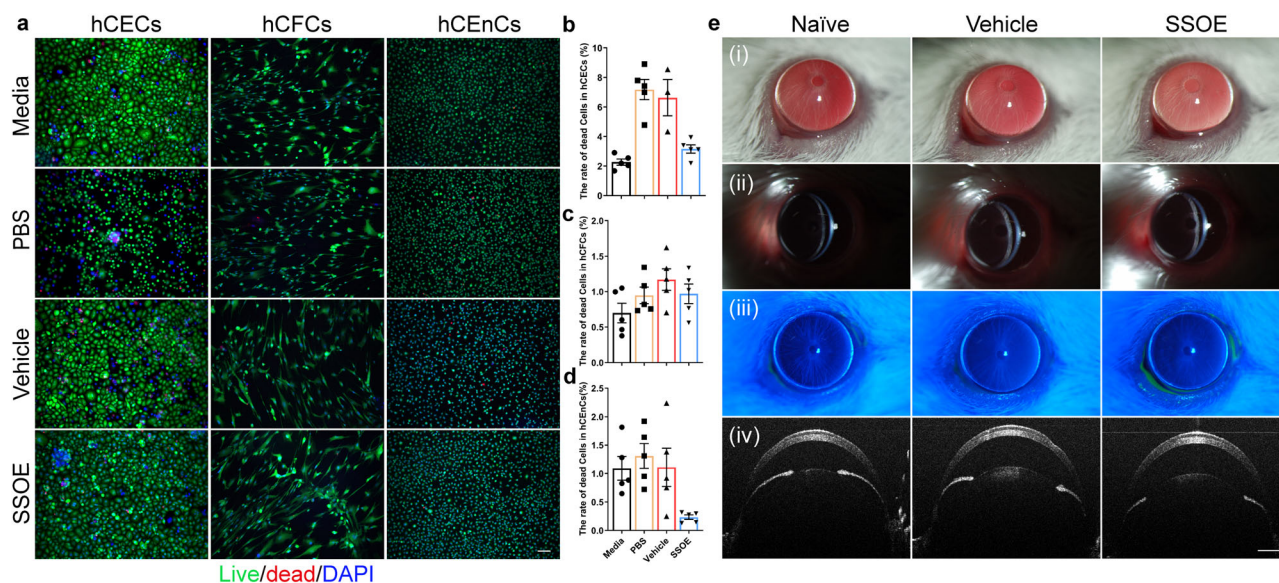 a
hCECs
hCFCs
hCEnCs
Media
PBS
Vehicle
SSOE
Live/dead/DAPI
b
The rate of dead Cells in hCECs (%)
10
8
6
4
2
0
c
The rate of dead Cells in hCFCs (%)
2.0
1.5
1.0
0.5
0.0
d
The rate of dead Cells in hCEnCs(%)
2.5
2.0
1.5
1.0
0.5
0.0
Media
PBS
Vehicle
SSOE
e
Naïve
Vehicle
SSOE
(i)
(ii)
(iii)
(iv)